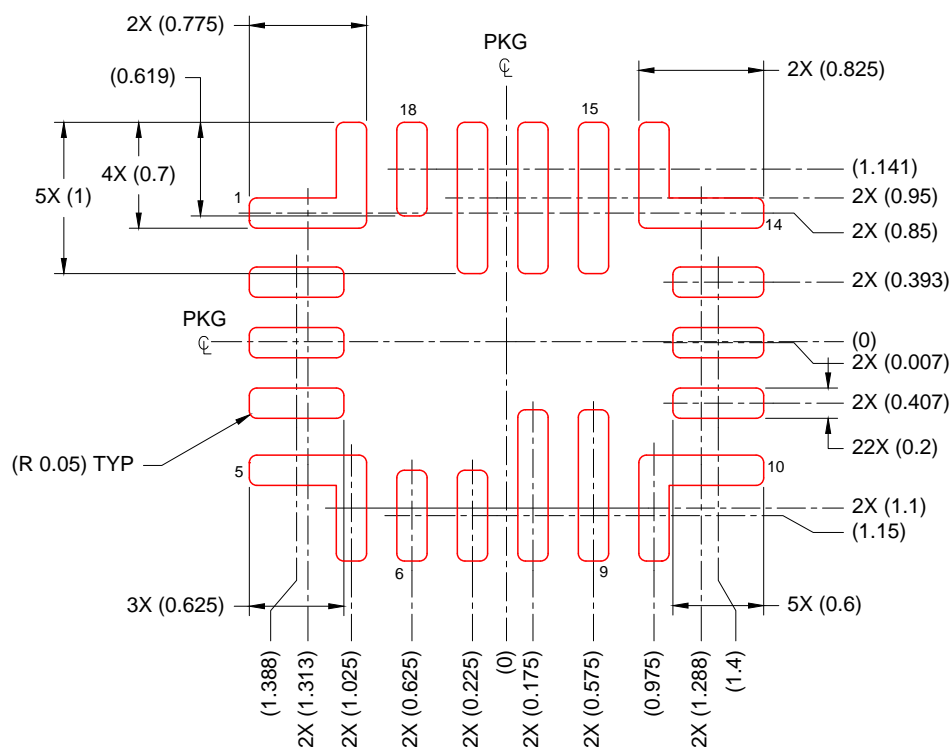 2X (0.775)
PKG
℄
2X (0.825)
(0.619)
18
15
4X (0.7)
5X (1)
(1.141)
2X (0.95)
2X (0.85)
1
14
2X (0.393)
PKG
℄
(0)
2X (0.007)
2X (0.407)
22X (0.2)
(R 0.05) TYP
5
10
2X (1.1)
(1.15)
6
9
3X (0.625)
5X (0.6)
(1.388)
2X (1.313)
2X (1.025)
2X (0.625)
2X (0.225)
(0)
2X (0.175)
2X (0.575)
(0.975)
2X (1.288)
(1.4)